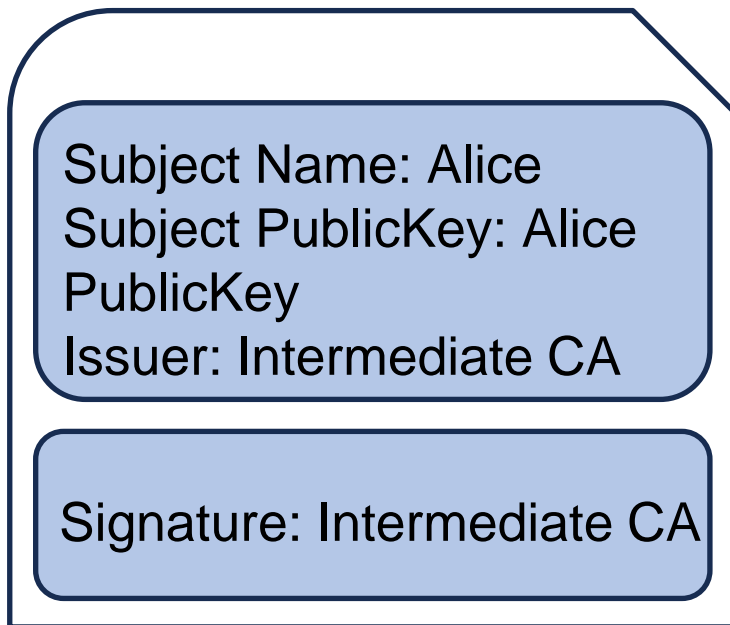 Subject Name: Alice
Subject PublicKey: Alice
PublicKey
Issuer: Intermediate CA
Signature: Intermediate CA